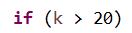 if (k > 20)